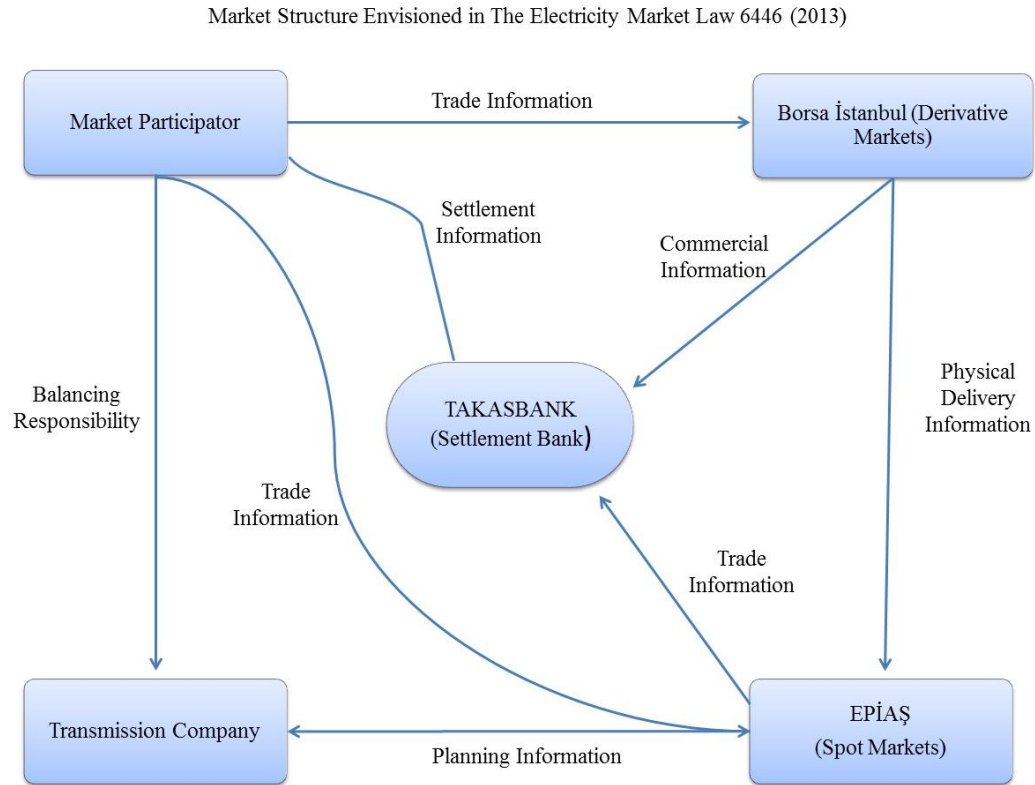 Market Structure Envisioned in The Electricity Market Law 6446 (2013)
Market Participator
Trade Information
Borsa İstanbul (Derivative
Markets)
Settlement
Information
Commercial
Information
Balancing
Responsibility
TAKASBANK
(Settlement Bank)
Physical
Delivery
Information
Trade
Information
Trade
Information
Transmission Company
Planning Information
EPİAŞ
(Spot Markets)